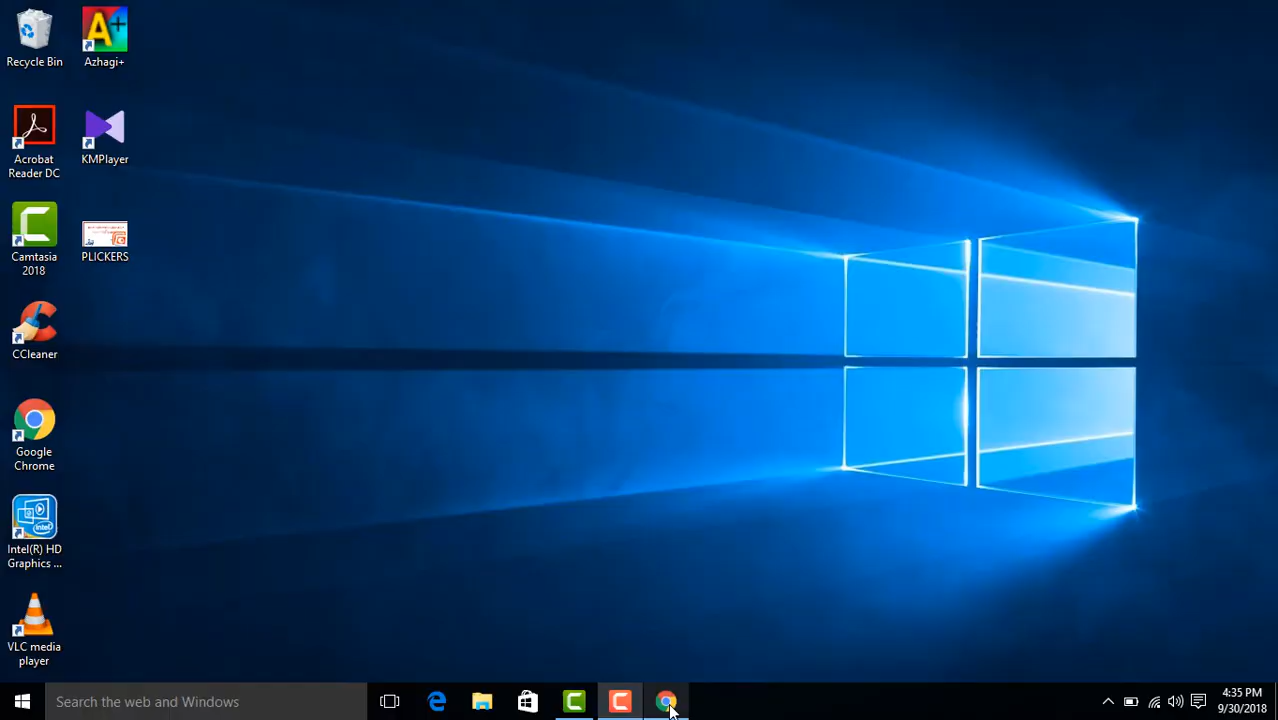 Recycle Bin
Azhagi+
Acrobat
Reader DC
KMPlayer
Camtasia
2018
PLICKERS
CCleaner
Google
Chrome
Intel(R) HD
Graphics ...
VLC media
player
Search the web and Windows
4:35 PM
9/30/2018